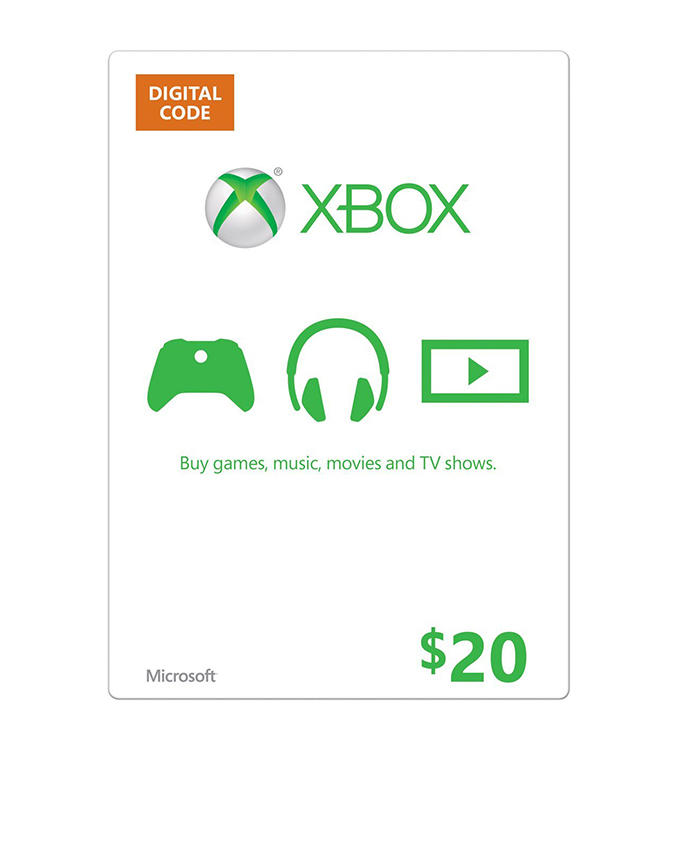 DIGITAL
CODE
®
XBOX
Buy games, music, movies and TV shows.
$20
Microsoft